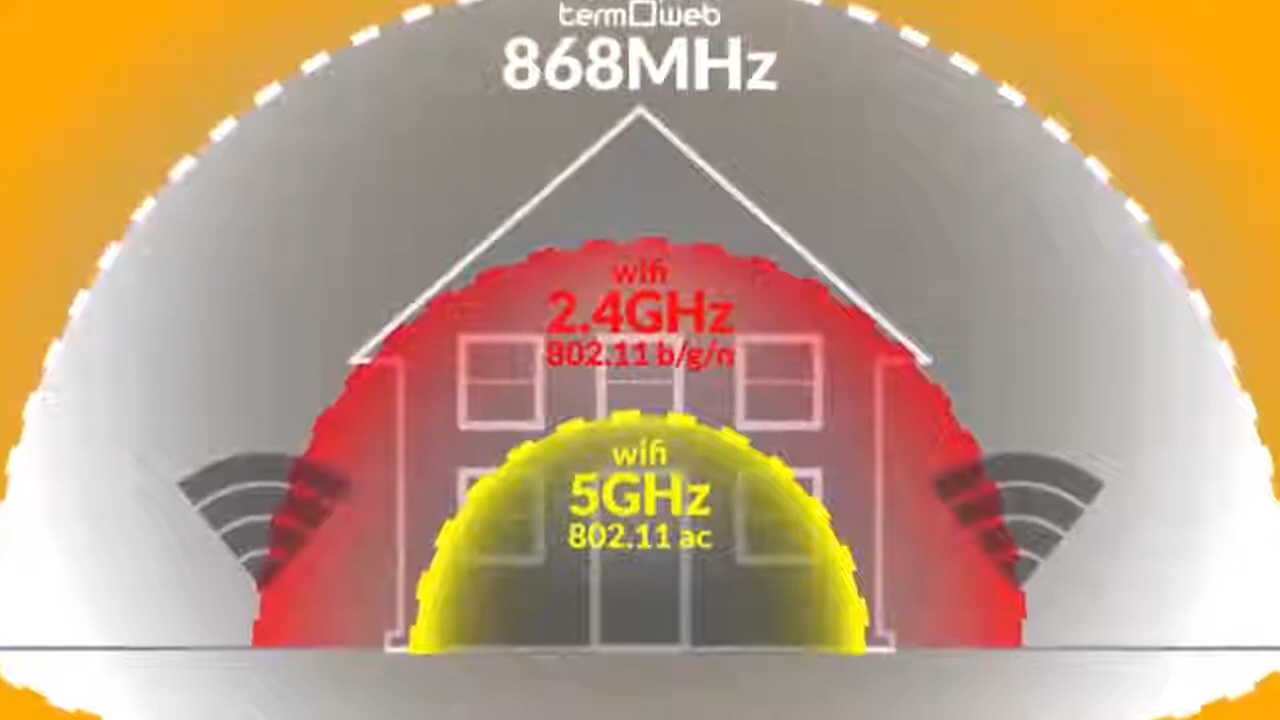 termoweb
868MHz
wifi
2.4GHz
802.11 b/g/n
wifi
5GHz
802.11 ac